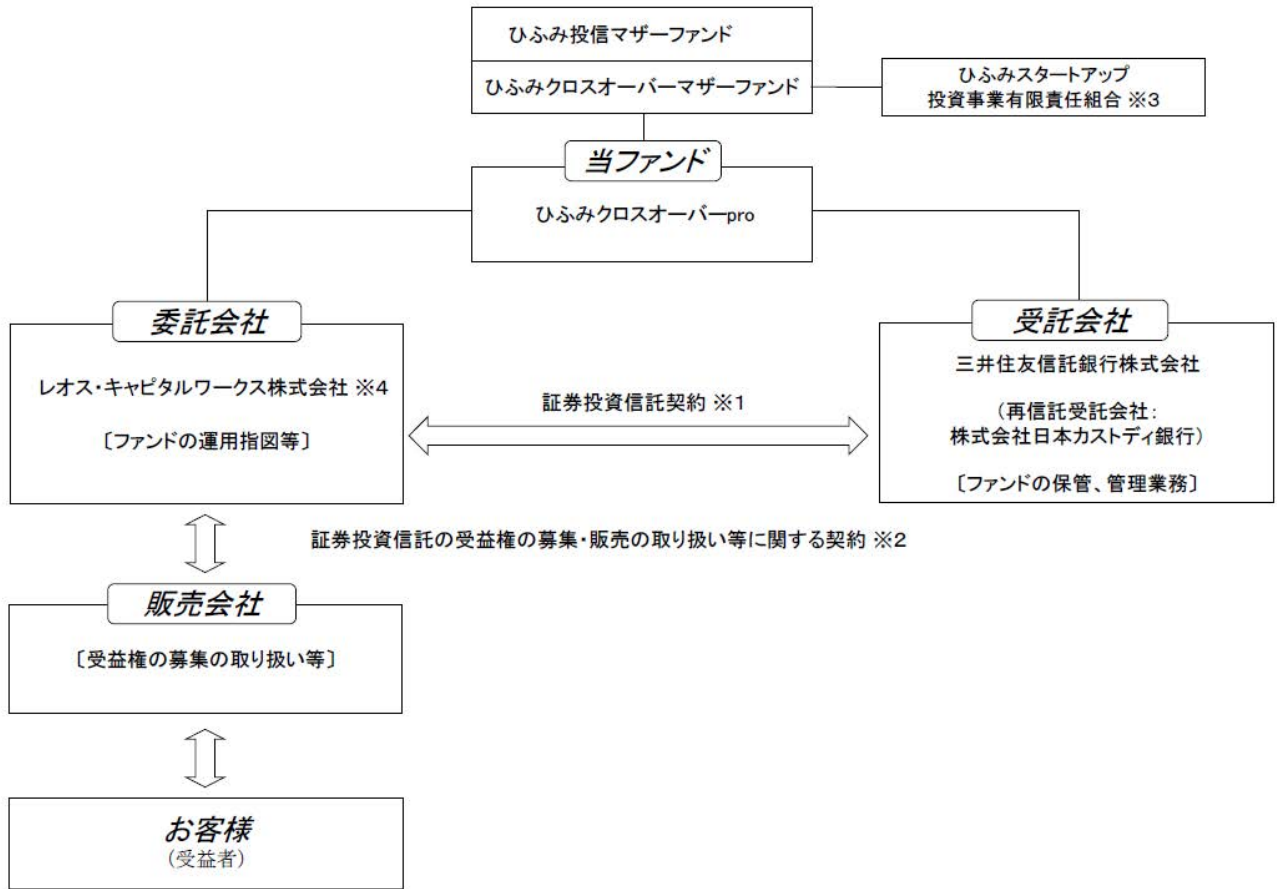 ひふみ投信マザーファンド
ひふみクロスオーバーマザーファンド
ひふみスタートアップ
投資事業有限責任組合 ※3
当ファンド
ひふみクロスオーバーpro
委託会社
レオス・キャピタルワークス株式会社 ※4
〔ファンドの運用指図等〕
証券投資信託契約 ※1
受託会社
三井住友信託銀行株式会社
（再信託受託会社：
株式会社日本カストディ銀行）
〔ファンドの保管、管理業務〕
証券投資信託の受益権の募集・販売の取り扱い等に関する契約 ※2
販売会社
〔受益権の募集の取り扱い等〕
お客様
（受益者）